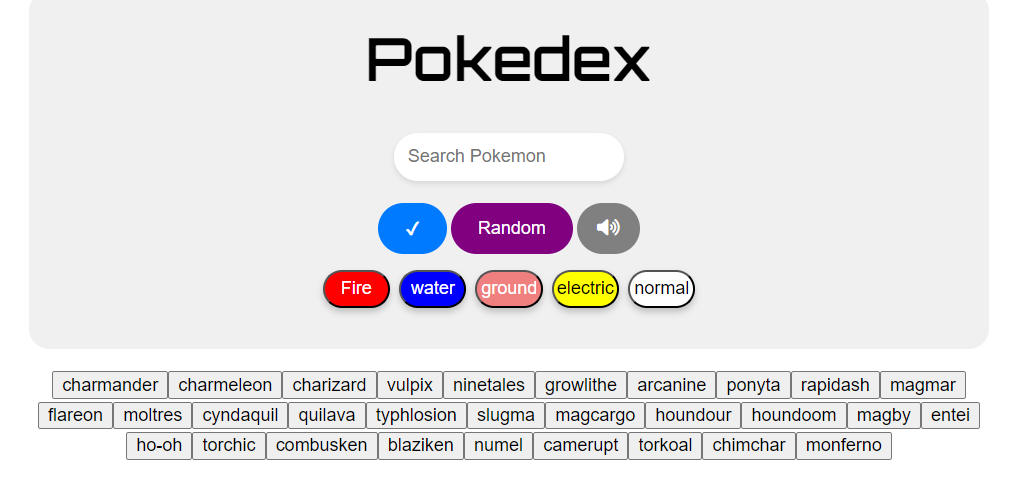 Pokedex
Search Pokemon
✓ Random
Fire water ground electric normal
charmander charmeleon charizard vulpix ninetales growlithe arcanine ponyta rapidash magmar
flareon moltres cyndaquil quilava typhlosion slugma magcargo houndour houndoom magby entei
ho-oh torchic combusken blaziken numel camerupt torkoal chimchar monferno